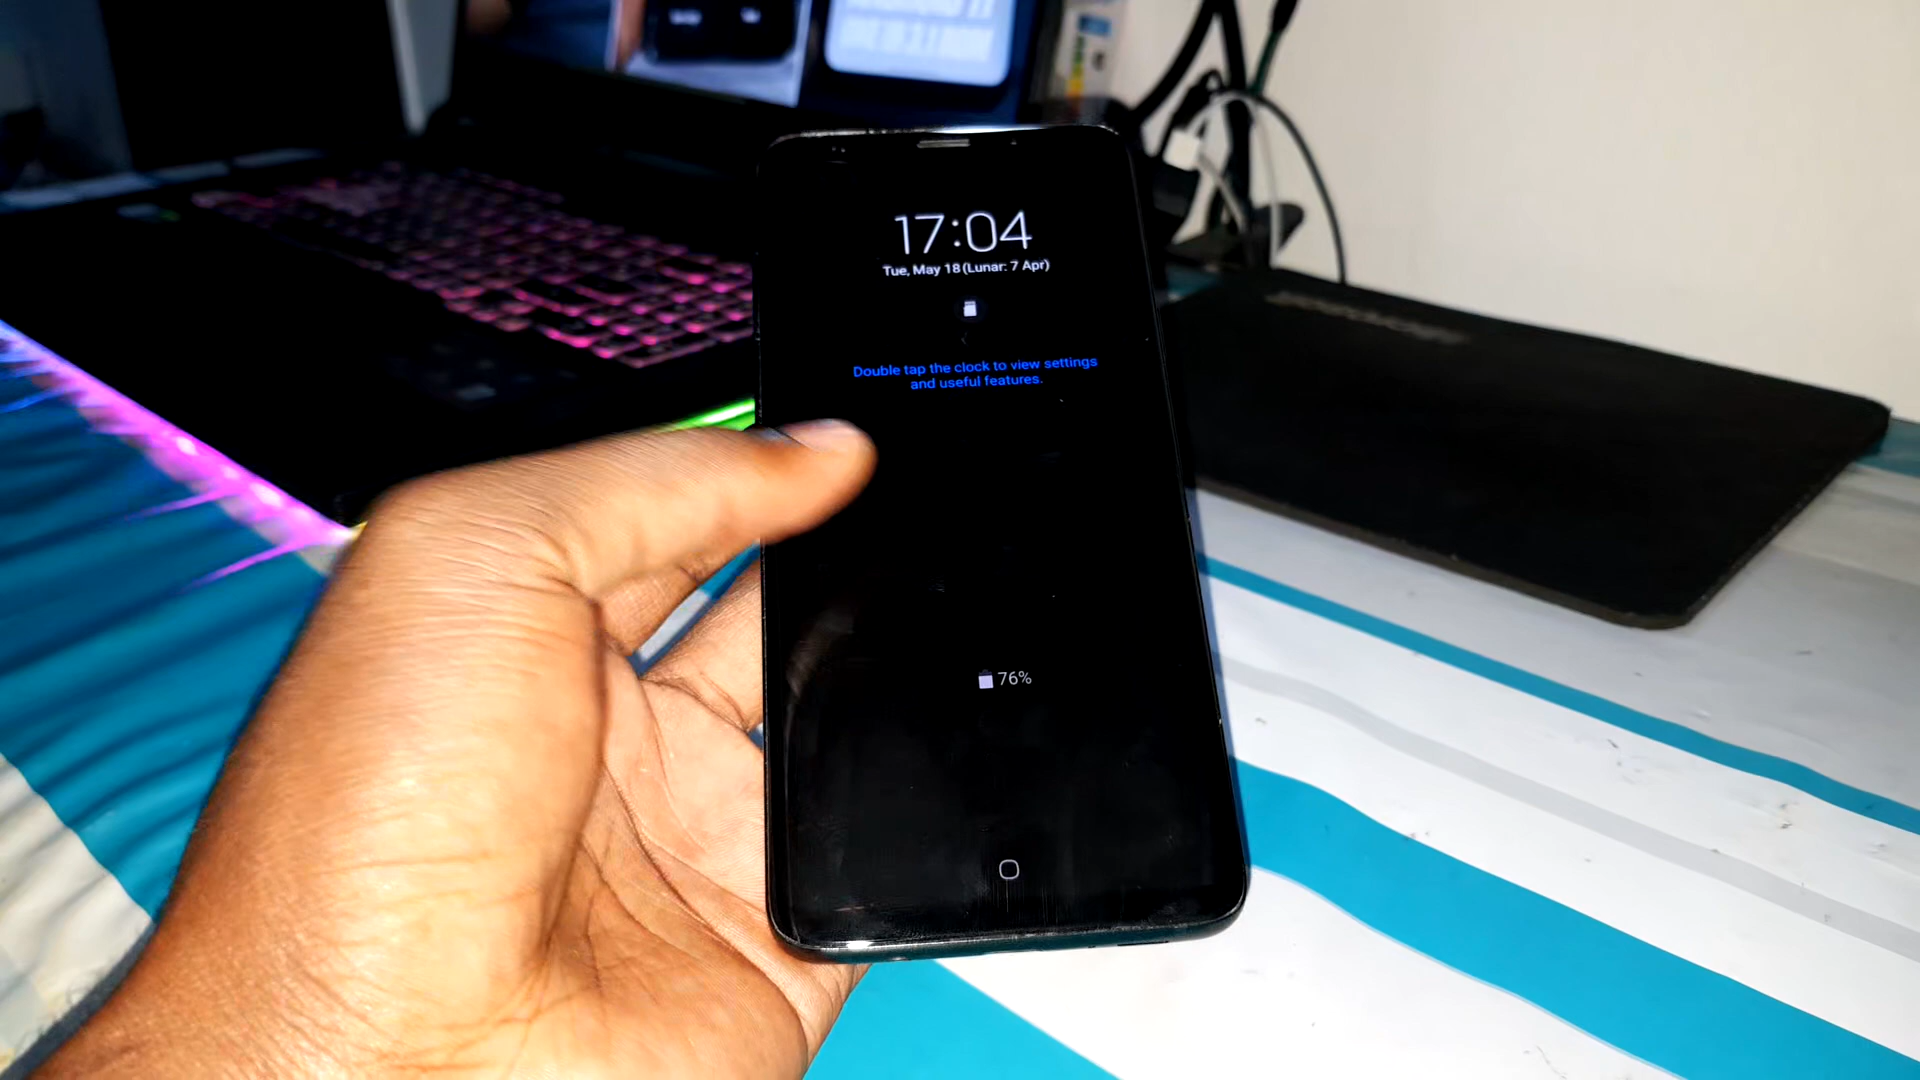 17:04
Tue, May 18 (Lunar: 7 Apr)
Double tap the clock to view settings
and useful features.
76%